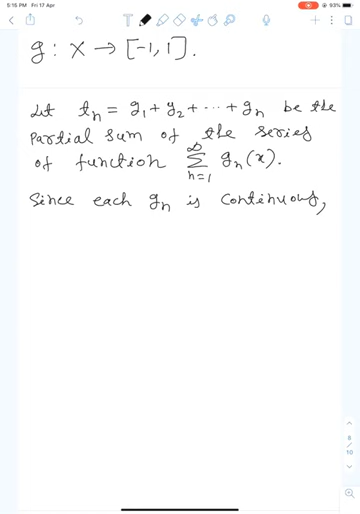 5:15 PM Fri 17 Apr
93%
g : X → [-1, 1].
Let tn = g1 + g2 + ... + gn be the
Partial sum of the series
of function ∞∑n=1 gn(x).
Since each gn is continuous,
8
/
10